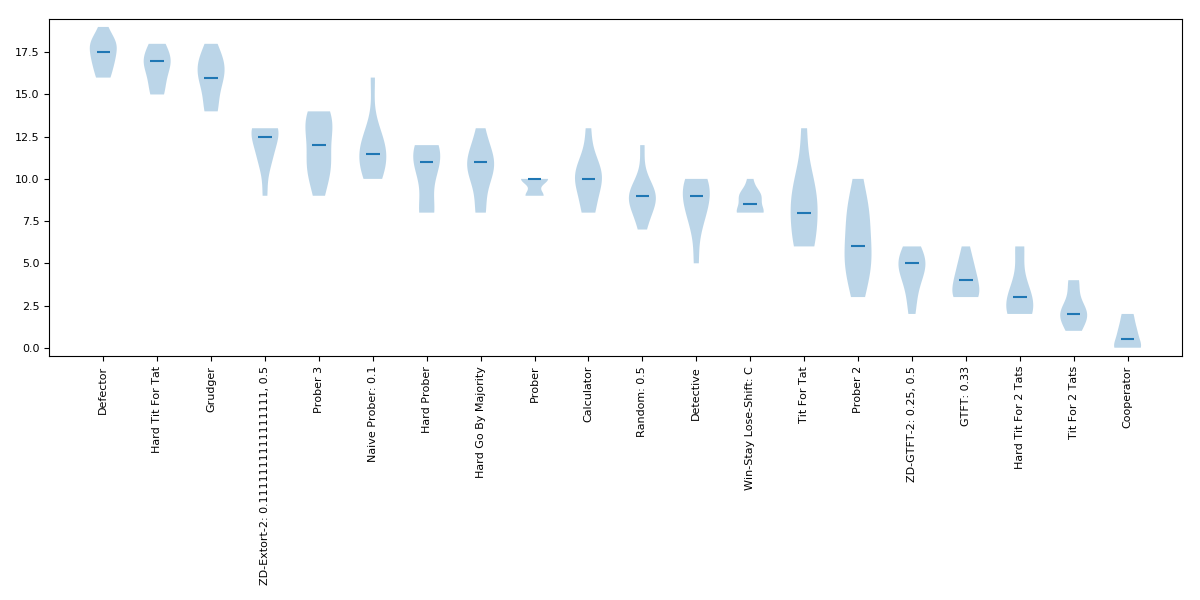 17.5
15.0
12.5
10.0
7.5
5.0
2.5
0.0
Defector
Hard Tit For Tat
Grudger
ZD-Extort-2: 0.1111111111111111, 0.5
Prober 3
Naive Prober: 0.1
Hard Prober
Hard Go By Majority
Prober
Calculator
Random: 0.5
Detective
Win-Stay Lose-Shift: C
Tit For Tat
Prober 2
ZD-GTFT-2: 0.25, 0.5
GTFT: 0.33
Hard Tit For 2 Tats
Tit For 2 Tats
Cooperator